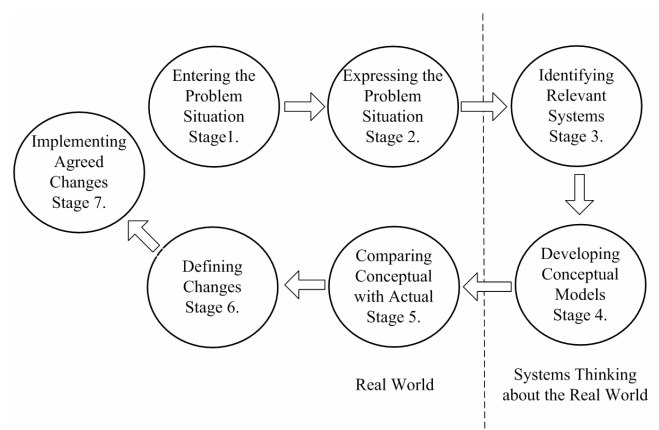 Entering the
Problem
Situation
Stage1.
Expressing the
Problem
Situation
Stage 2.
Identifying
Relevant
Systems
Stage 3.
Developing
Conceptual
Models
Stage 4.
Comparing
Conceptual
with Actual
Stage 5.
Defining
Changes
Stage 6.
Implementing
Agreed
Changes
Stage 7.
Real World
Systems Thinking
about the Real World